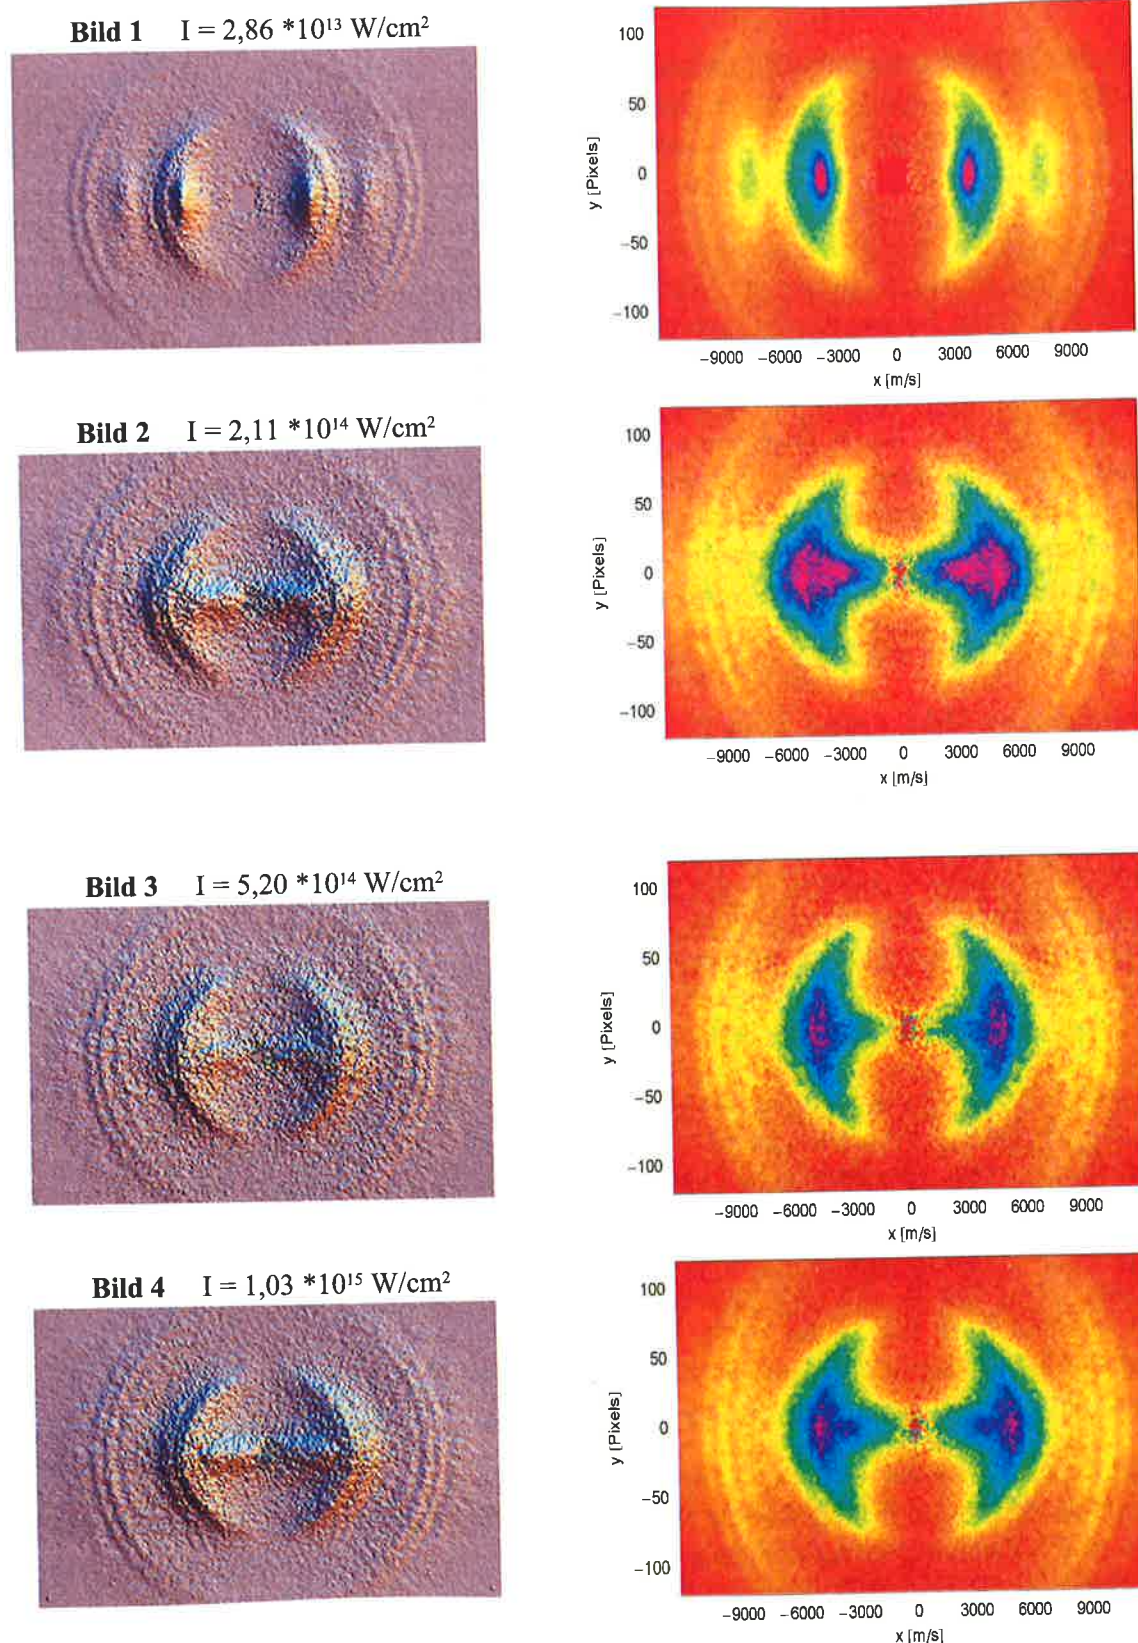 Bild 1 I = 2,86 *10¹³ W/cm²
100
50
0
−50
−100
y [Pixels]
−9000 −6000 −3000 0 3000 6000 9000
x [m/s]
Bild 2 I = 2,11 *10¹⁴ W/cm²
100
50
0
−50
−100
y [Pixels]
−9000 −6000 −3000 0 3000 6000 9000
x [m/s]
Bild 3 I = 5,20 *10¹⁴ W/cm²
100
50
0
−50
−100
y [Pixels]
−9000 −6000 −3000 0 3000 6000 9000
x [m/s]
Bild 4 I = 1,03 *10¹⁵ W/cm²
100
50
0
−50
−100
y [Pixels]
−9000 −6000 −3000 0 3000 6000 9000
x [m/s]